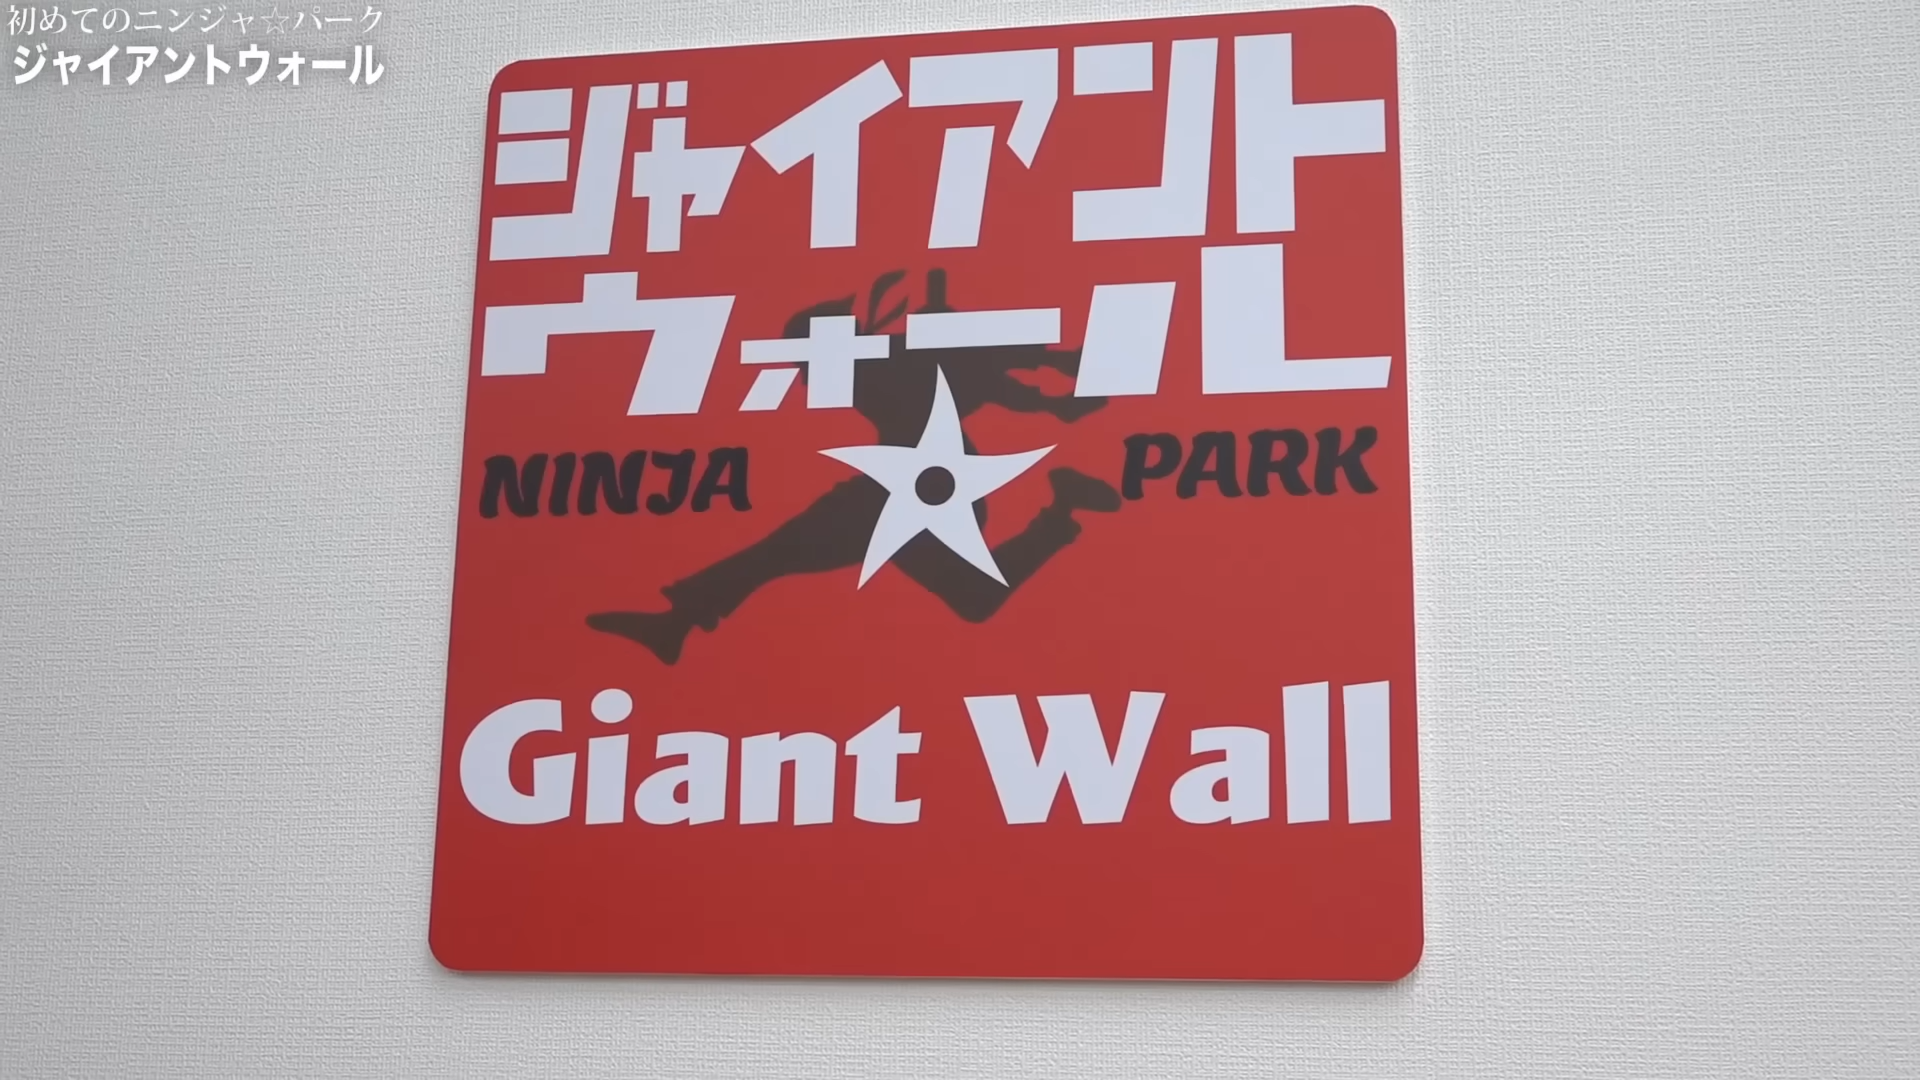 初めてのニンジャ☆パーク
ジャイアントウォール
ジャイアント
ウォール
NINJA PARK
Giant Wall